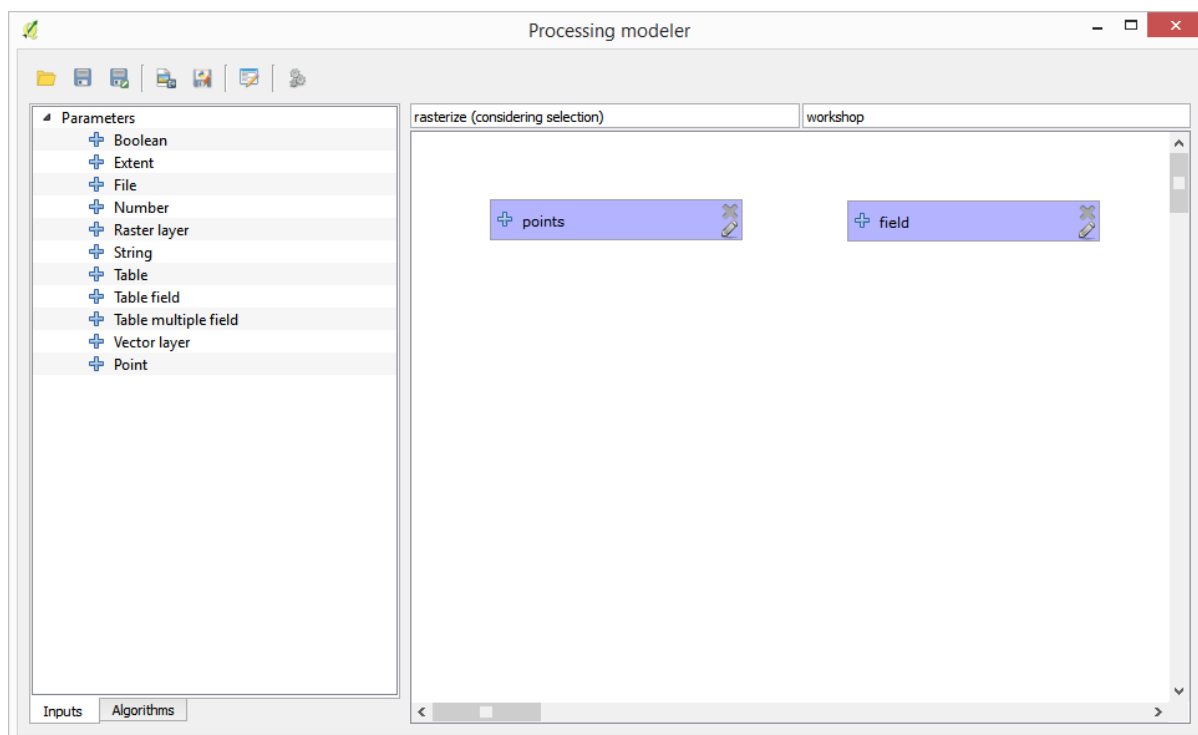 Processing modeler
Parameters
Boolean
Extent
File
Number
Raster layer
String
Table
Table field
Table multiple field
Vector layer
Point
Inputs
Algorithms
rasterize (considering selection)
workshop
points
field